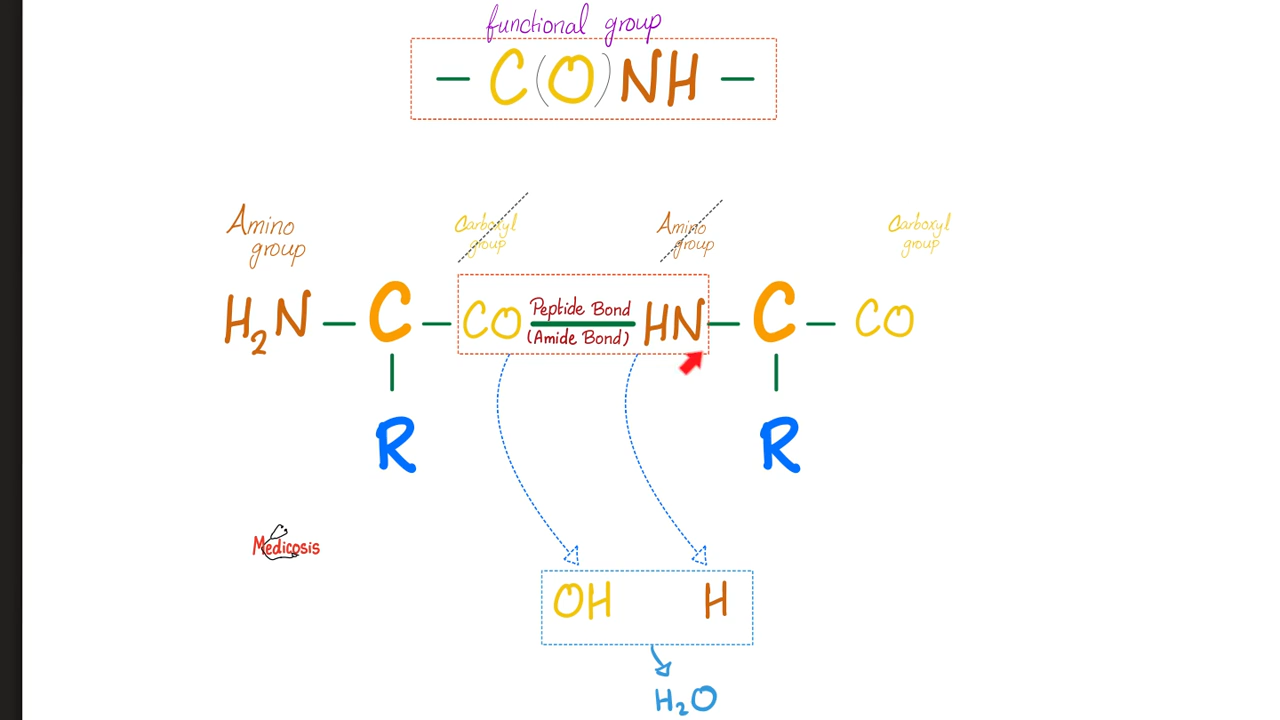 functional group
– C(O)NH –
Amino group
Carboxyl group
Amino group
Carboxyl group
H₂N – C – CO Peptide Bond (Amide Bond) HN – C – CO
R R
Medicosis
OH H
H₂O